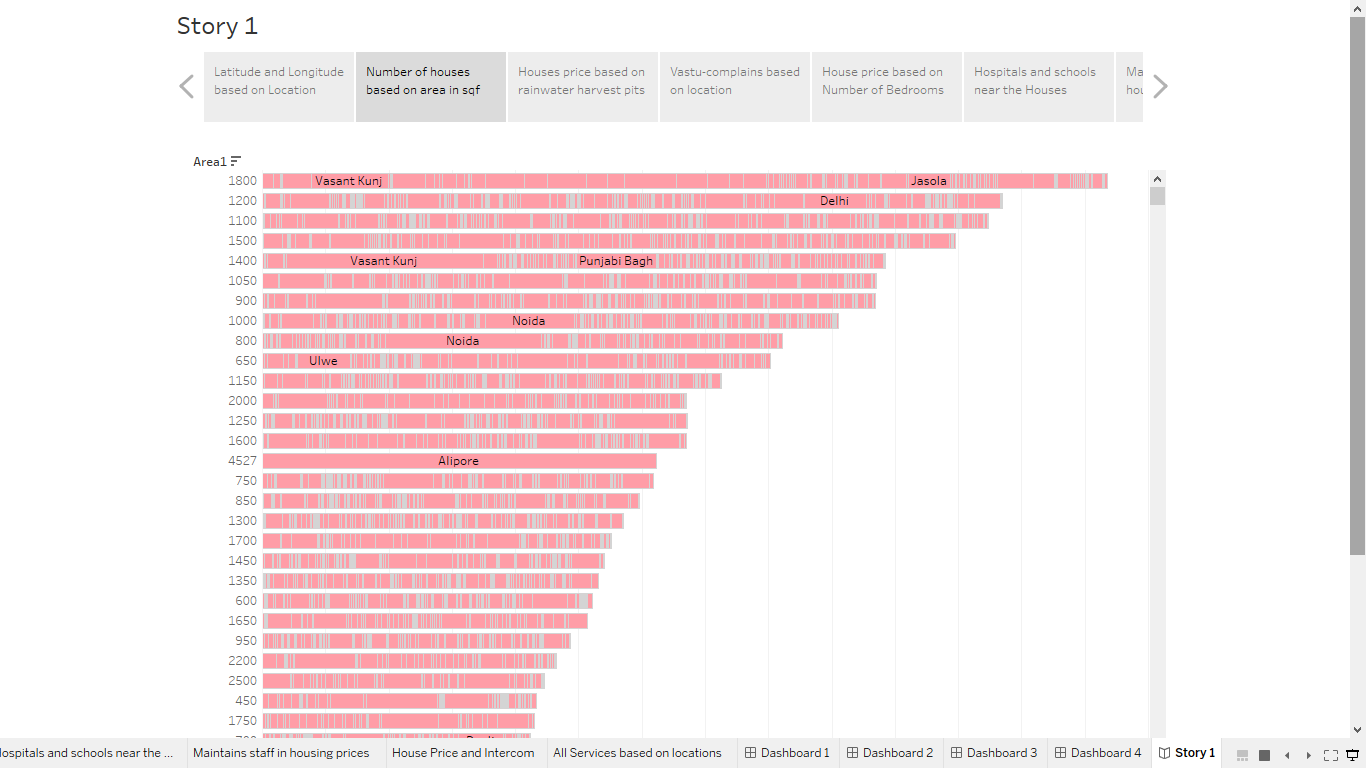 Story 1
Latitude and Longitude
based on Location
Number of houses
based on area in sqf
Houses price based on
rainwater harvest pits
Vastu-complains based
on location
House price based on
Number of Bedrooms
Hospitals and schools
near the Houses
Ma
hou
Area1
1800 Vasant Kunj Jasola
1200 Delhi
1100
1500
1400 Vasant Kunj Punjabi Bagh
1050
900
1000 Noida
800 Noida
650 Ulwe
1150
2000
1250
1600
4527 Alipore
750
850
1300
1700
1450
1350
600
1650
950
2200
2500
450
1750
Hospitals and schools near the ... Maintains staff in housing prices House Price and Intercom All Services based on locations Dashboard 1 Dashboard 2 Dashboard 3 Dashboard 4 Story 1